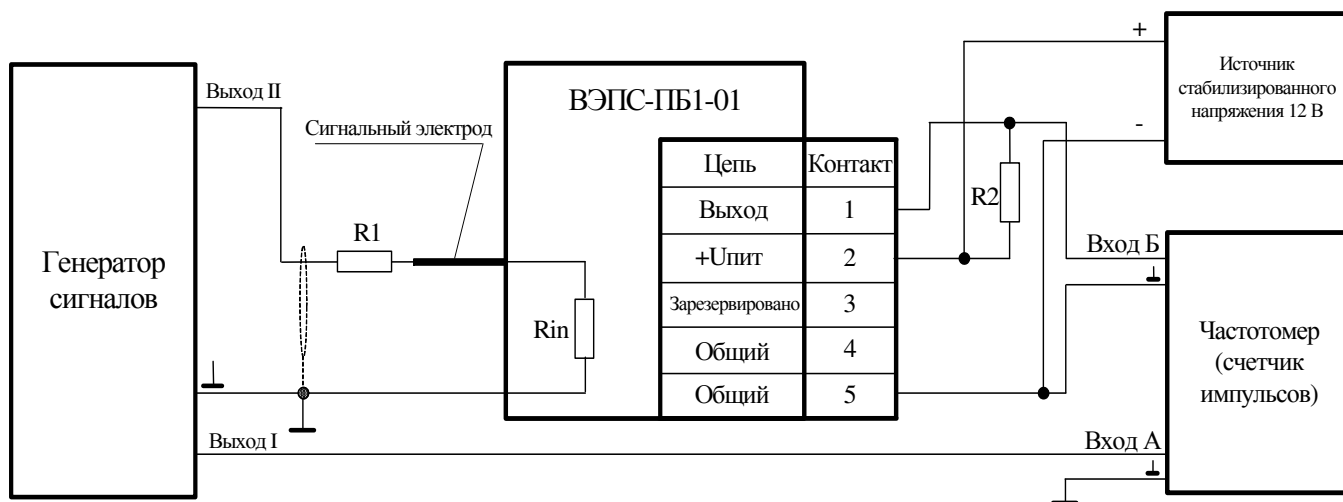 Генератор
сигналов
Выход II
Выход I
R1
Сигнальный электрод
ВЭПС-ПБ1-01
Rin
Цепь Контакт
Выход 1
+Uпит 2
Зарезервировано 3
Общий 4
Общий 5
R2
+
-
Источник
стабилизированного
напряжения 12 В
Вход Б
Вход А
Частотомер
(счетчик
импульсов)